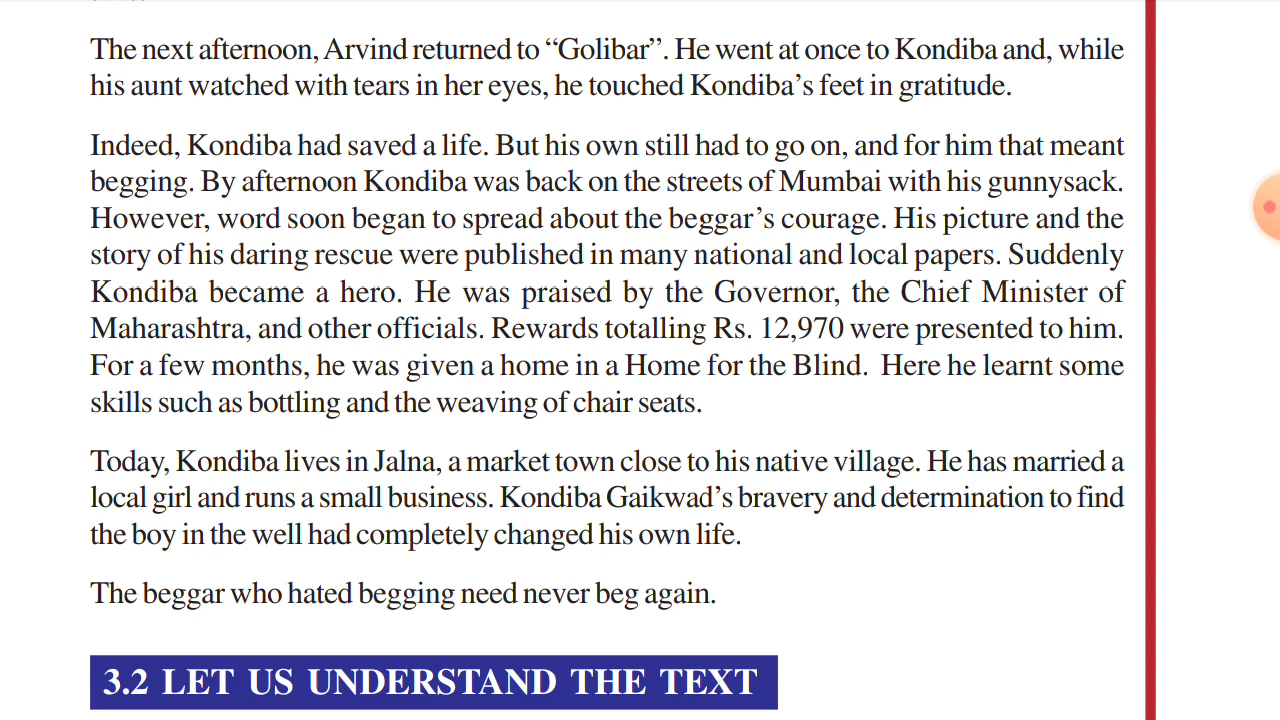 The next afternoon, Arvind returned to “Golibar”. He went at once to Kondiba and, while
his aunt watched with tears in her eyes, he touched Kondiba’s feet in gratitude.
Indeed, Kondiba had saved a life. But his own still had to go on, and for him that meant
begging. By afternoon Kondiba was back on the streets of Mumbai with his gunnysack.
However, word soon began to spread about the beggar’s courage. His picture and the
story of his daring rescue were published in many national and local papers. Suddenly
Kondiba became a hero. He was praised by the Governor, the Chief Minister of
Maharashtra, and other officials. Rewards totalling Rs. 12,970 were presented to him.
For a few months, he was given a home in a Home for the Blind. Here he learnt some
skills such as bottling and the weaving of chair seats.
Today, Kondiba lives in Jalna, a market town close to his native village. He has married a
local girl and runs a small business. Kondiba Gaikwad’s bravery and determination to find
the boy in the well had completely changed his own life.
The beggar who hated begging need never beg again.
3.2 LET US UNDERSTAND THE TEXT